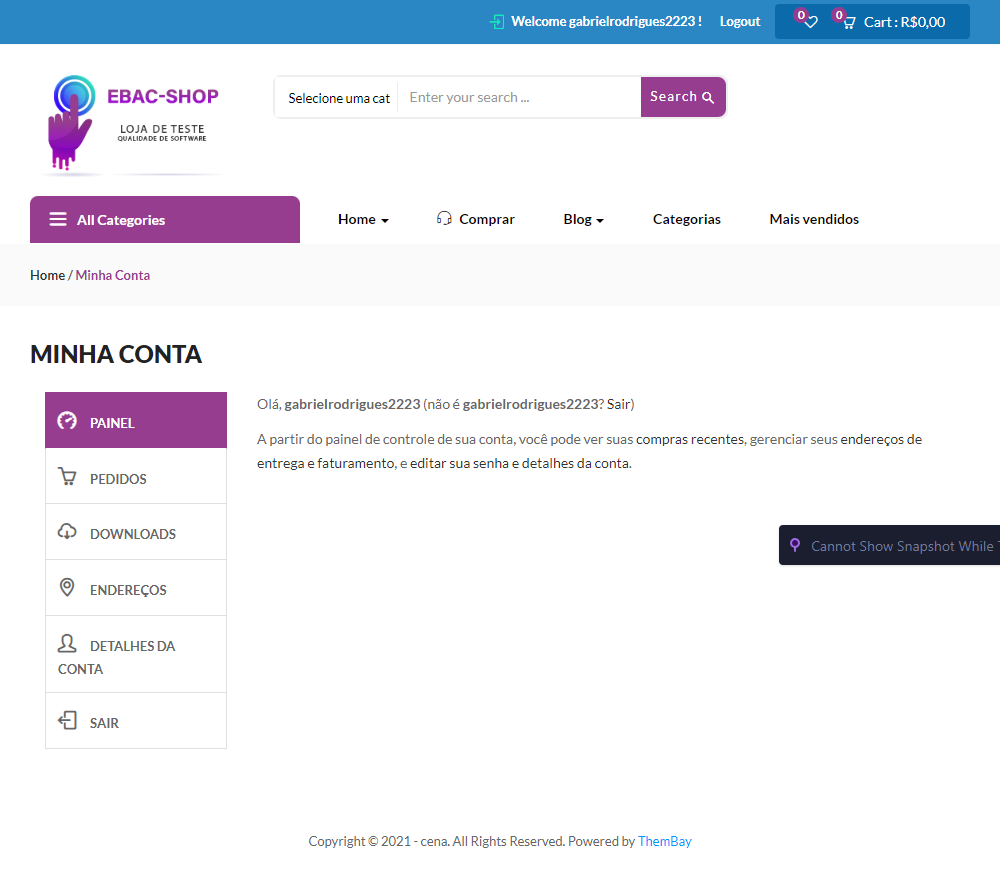 Welcome gabrielrodrigues2223 ! Logout 0 0 Cart : R$0,00
EBAC-SHOP
LOJA DE TESTE
QUALIDADE DE SOFTWARE
Selecione uma cat Enter your search ... Search
All Categories Home Comprar Blog Categorias Mais vendidos
Home / Minha Conta
MINHA CONTA
PAINEL
PEDIDOS
DOWNLOADS
ENDEREÇOS
DETALHES DA
CONTA
SAIR
Olá, gabrielrodrigues2223 (não é gabrielrodrigues2223? Sair)
A partir do painel de controle de sua conta, você pode ver suas compras recentes, gerenciar seus endereços de
entrega e faturamento, e editar sua senha e detalhes da conta.
Cannot Show Snapshot While
Copyright © 2021 - cena. All Rights Reserved. Powered by ThemBay